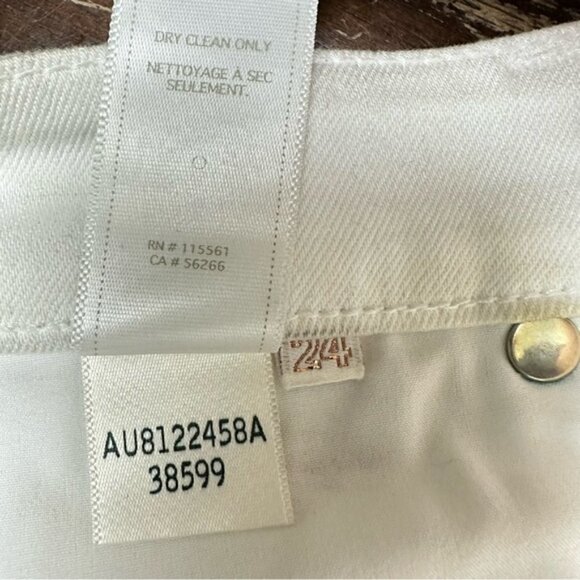 DRY CLEAN ONLY
NETTOYAGE À SEC
SEULEMENT.
RN # 115561
CA # 56266
24
AU8122458A
38599